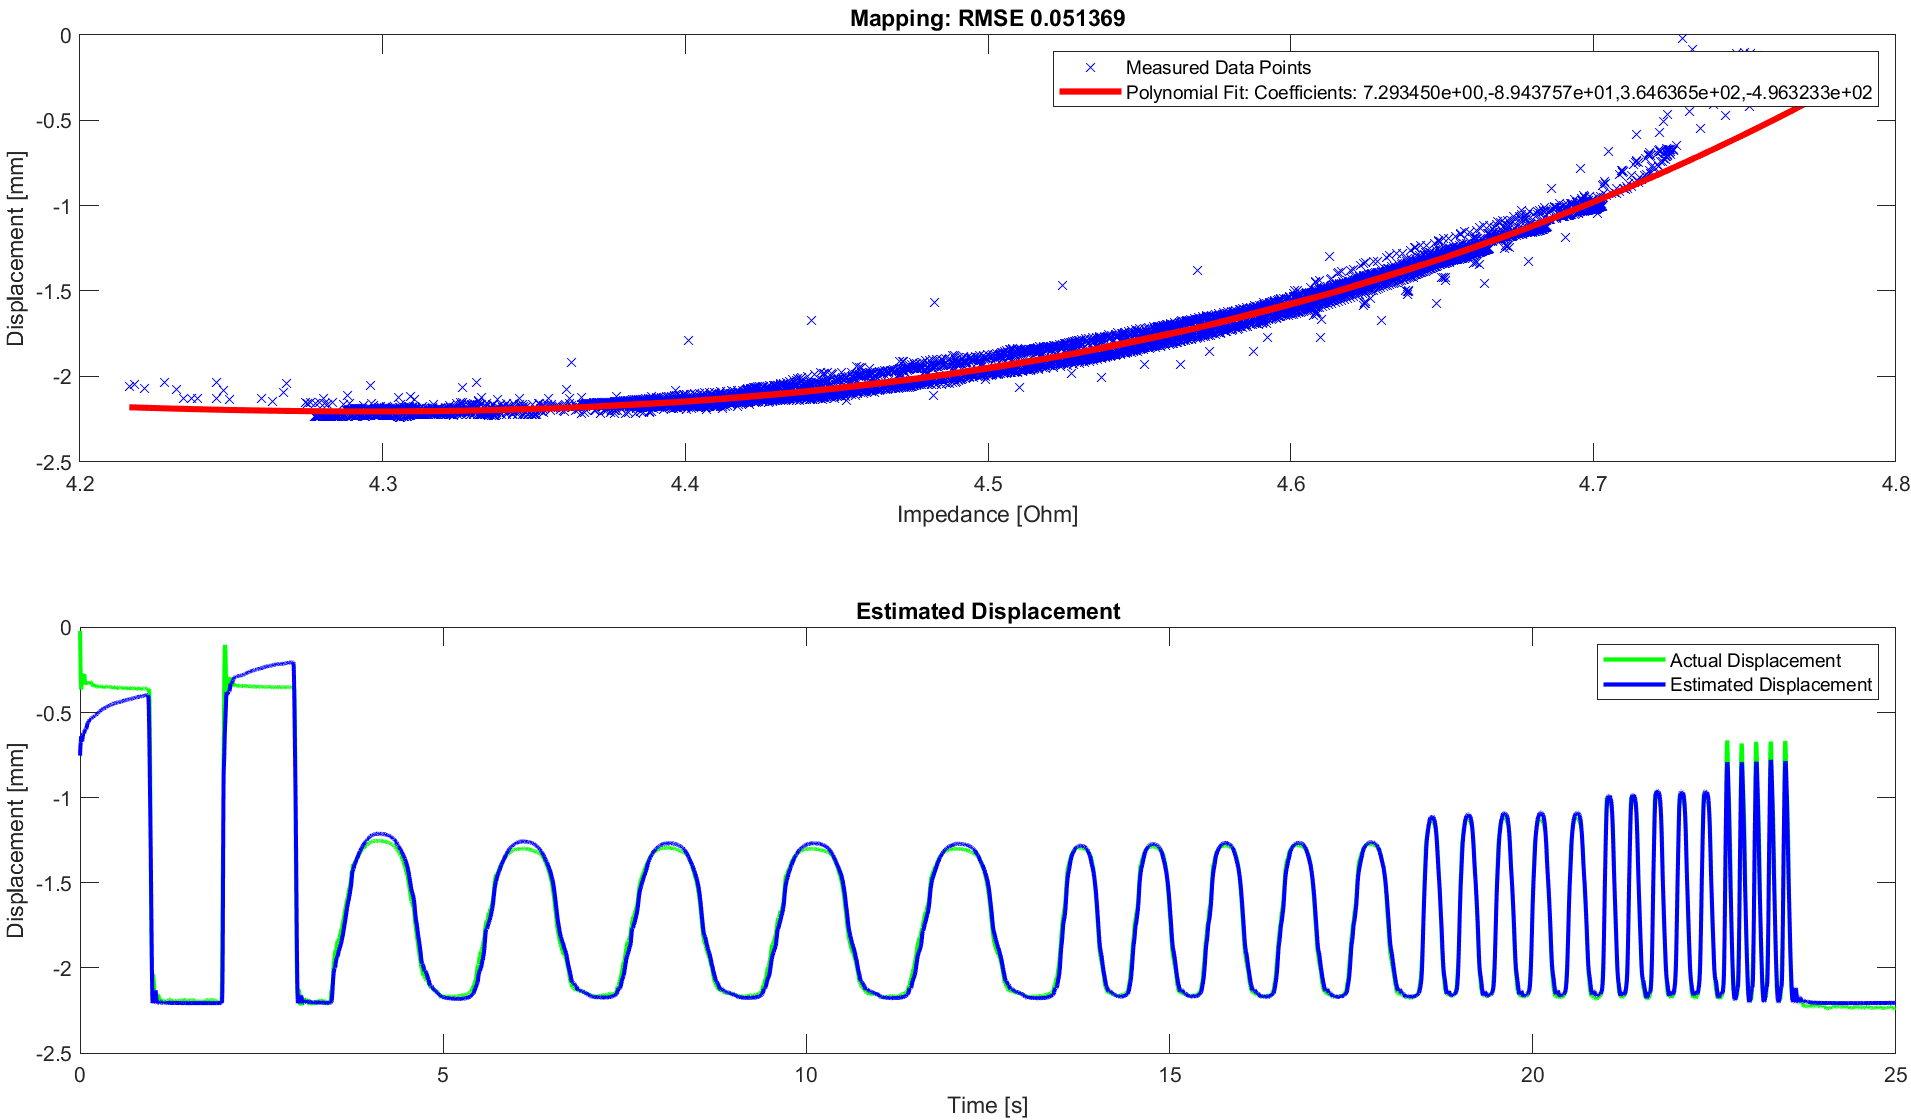 Mapping: RMSE 0.051369
0
-0.5
-1
-1.5
-2
-2.5
Displacement [mm]
Measured Data Points
Polynomial Fit: Coefficients: 7.293450e+00,-8.943757e+01,3.646365e+02,-4.963233e+02
4.2 4.3 4.4 4.5 4.6 4.7 4.8
Impedance [Ohm]
Estimated Displacement
0
-0.5
-1
-1.5
-2
-2.5
Displacement [mm]
Actual Displacement
Estimated Displacement
0 5 10 15 20 25
Time [s]